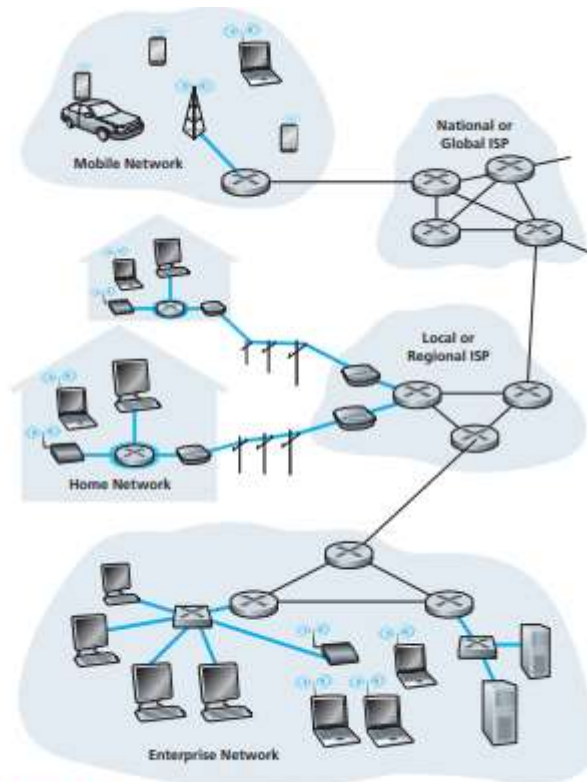 National or
Global ISP
Mobile Network
Local or
Regional ISP
Home Network
Enterprise Network